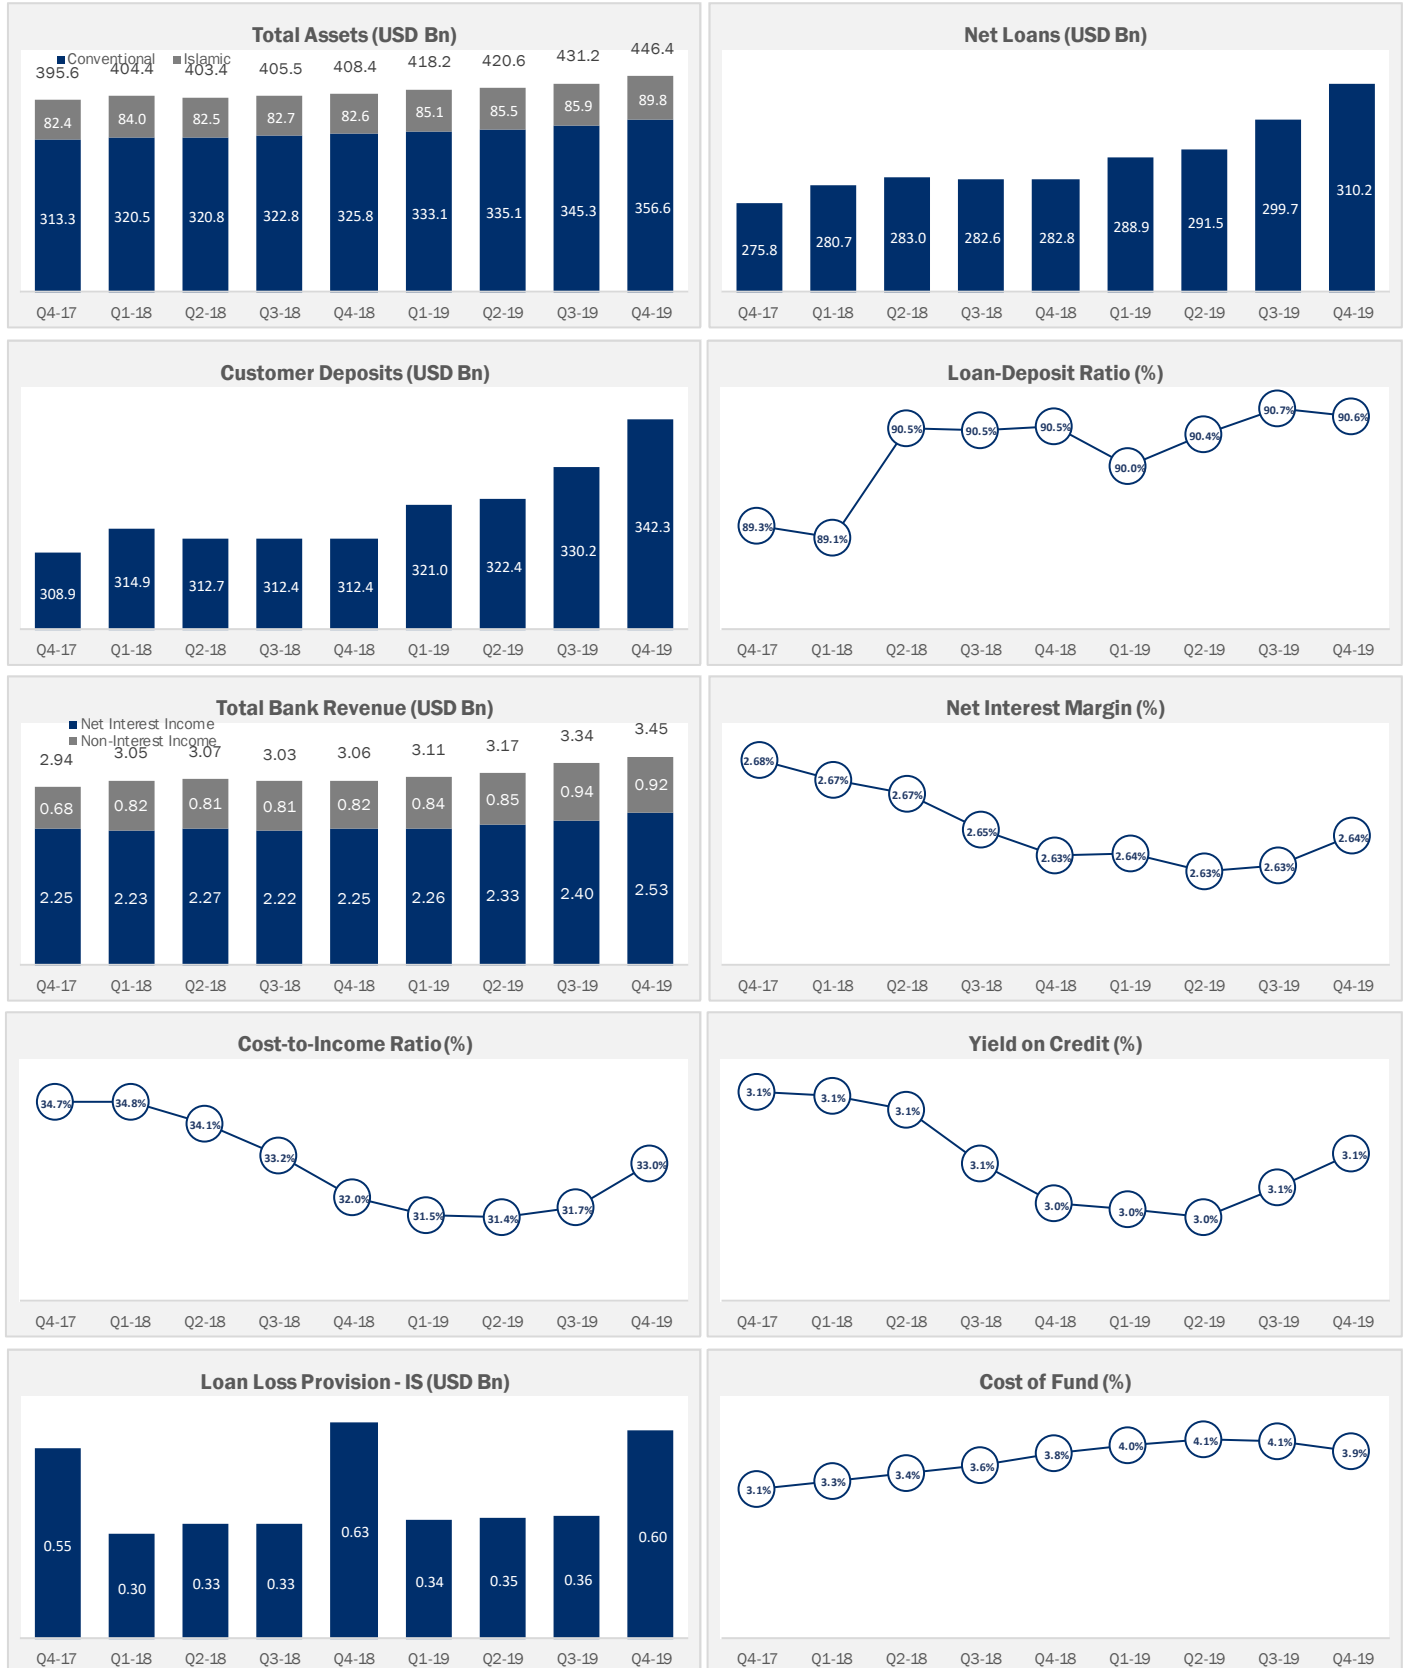 Total Assets (USD Bn)
Conventional Islamic
395.6 404.4 403.4 405.5 408.4 418.2 420.6 431.2 446.4
82.4 84.0 82.5 82.7 82.6 85.1 85.5 85.9 89.8
313.3 320.5 320.8 322.8 325.8 333.1 335.1 345.3 356.6
Q4-17 Q1-18 Q2-18 Q3-18 Q4-18 Q1-19 Q2-19 Q3-19 Q4-19
Net Loans (USD Bn)
275.8 280.7 283.0 282.6 282.8 288.9 291.5 299.7 310.2
Q4-17 Q1-18 Q2-18 Q3-18 Q4-18 Q1-19 Q2-19 Q3-19 Q4-19
Customer Deposits (USD Bn)
308.9 314.9 312.7 312.4 312.4 321.0 322.4 330.2 342.3
Q4-17 Q1-18 Q2-18 Q3-18 Q4-18 Q1-19 Q2-19 Q3-19 Q4-19
Loan-Deposit Ratio (%)
89.3% 89.1% 90.5% 90.5% 90.5% 90.0% 90.4% 90.7% 90.6%
Q4-17 Q1-18 Q2-18 Q3-18 Q4-18 Q1-19 Q2-19 Q3-19 Q4-19
Total Bank Revenue (USD Bn)
Net Interest Income
Non-Interest Income
2.94 3.05 3.07 3.03 3.06 3.11 3.17 3.34 3.45
0.68 0.82 0.81 0.81 0.82 0.84 0.85 0.94 0.92
2.25 2.23 2.27 2.22 2.25 2.26 2.33 2.40 2.53
Q4-17 Q1-18 Q2-18 Q3-18 Q4-18 Q1-19 Q2-19 Q3-19 Q4-19
Net Interest Margin (%)
2.68% 2.67% 2.67% 2.65% 2.63% 2.64% 2.63% 2.63% 2.64%
Q4-17 Q1-18 Q2-18 Q3-18 Q4-18 Q1-19 Q2-19 Q3-19 Q4-19
Cost-to-Income Ratio (%)
34.7% 34.8% 34.1% 33.2% 32.0% 31.5% 31.4% 31.7% 33.0%
Q4-17 Q1-18 Q2-18 Q3-18 Q4-18 Q1-19 Q2-19 Q3-19 Q4-19
Yield on Credit (%)
3.1% 3.1% 3.1% 3.1% 3.0% 3.0% 3.0% 3.1% 3.1%
Q4-17 Q1-18 Q2-18 Q3-18 Q4-18 Q1-19 Q2-19 Q3-19 Q4-19
Loan Loss Provision - IS (USD Bn)
0.55 0.30 0.33 0.33 0.63 0.34 0.35 0.36 0.60
Q4-17 Q1-18 Q2-18 Q3-18 Q4-18 Q1-19 Q2-19 Q3-19 Q4-19
Cost of Fund (%)
3.1% 3.3% 3.4% 3.6% 3.8% 4.0% 4.1% 4.1% 3.9%
Q4-17 Q1-18 Q2-18 Q3-18 Q4-18 Q1-19 Q2-19 Q3-19 Q4-19